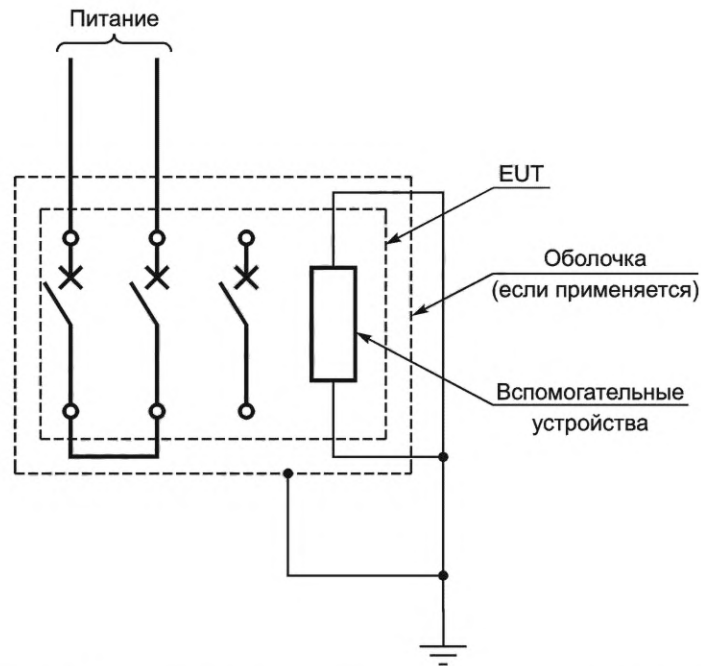 Питание
EUT
Оболочка
(если применяется)
Вспомогательные
устройства